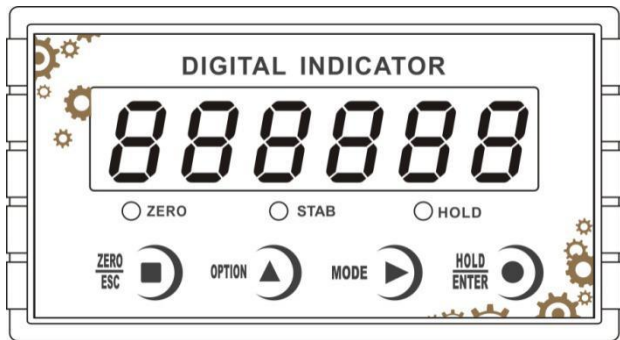 DIGITAL INDICATOR
888888
ZERO STAB HOLD
ZERO
ESC
OPTION
MODE
HOLD
ENTER